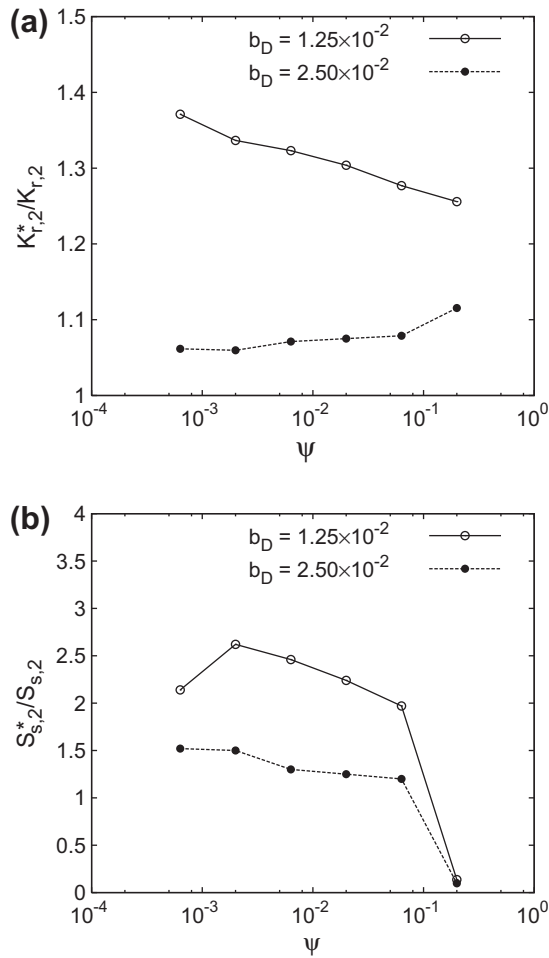 (a)
1.5
1.4
1.3
1.2
1.1
1
K*r,2/Kr,2
b_D = 1.25×10^-2
b_D = 2.50×10^-2
10^-4 10^-3 10^-2 10^-1 10^0
ψ
(b)
4
3.5
3
2.5
2
1.5
1
0.5
0
S*s,2/Ss,2
b_D = 1.25×10^-2
b_D = 2.50×10^-2
10^-4 10^-3 10^-2 10^-1 10^0
ψ